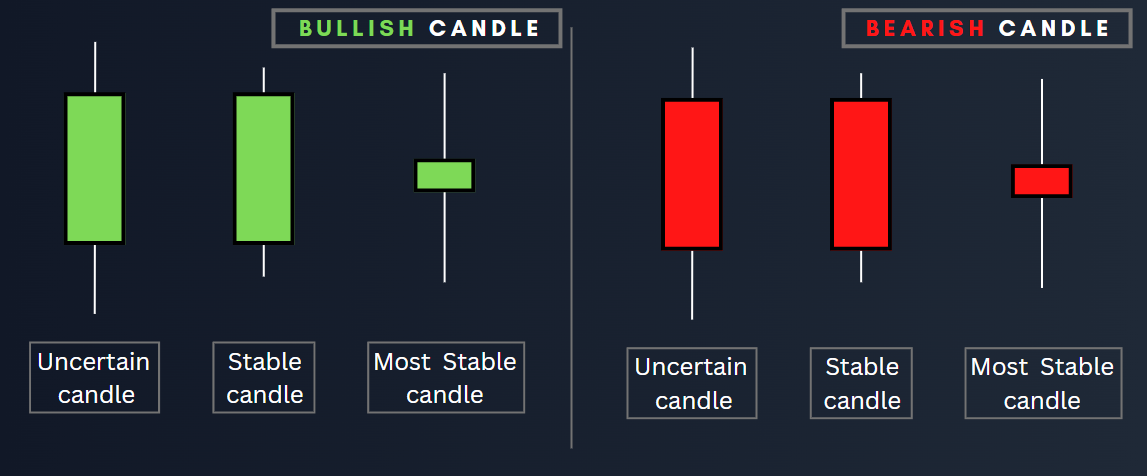 BULLISH CANDLE
Uncertain
candle
Stable
candle
Most Stable
candle
BEARISH CANDLE
Uncertain
candle
Stable
candle
Most Stable
candle